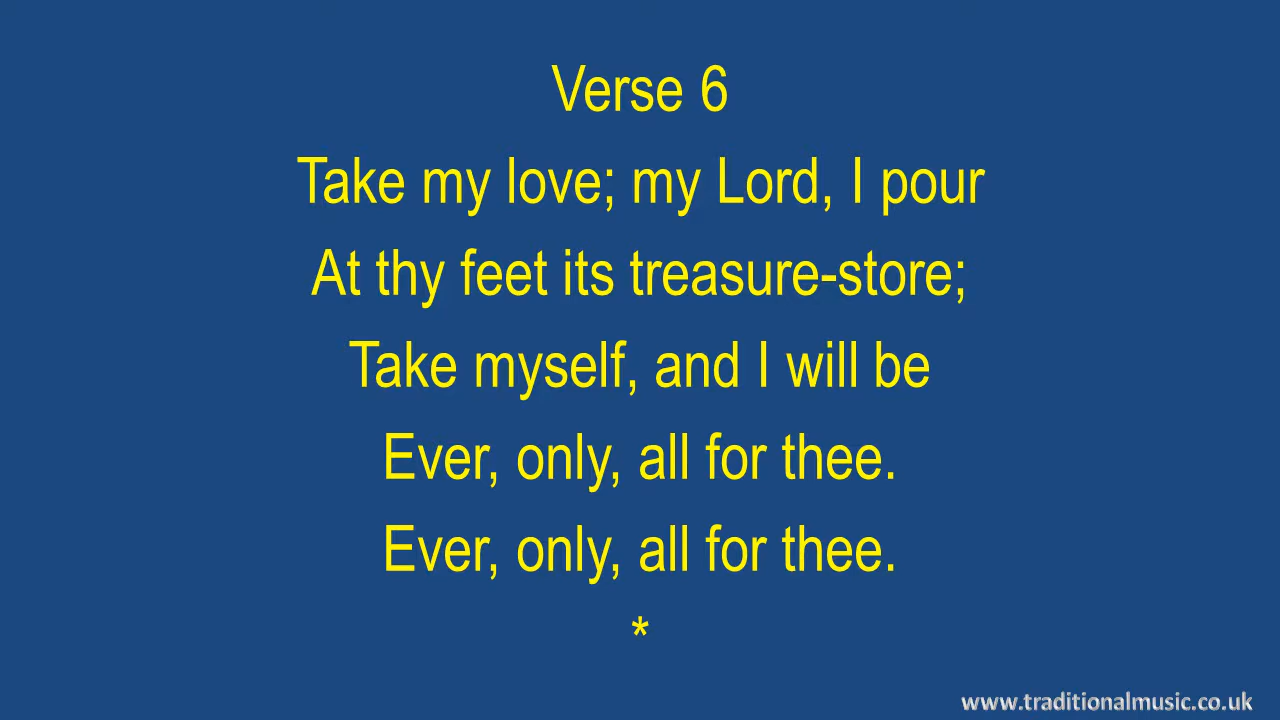 Verse 6
Take my love; my Lord, I pour
At thy feet its treasure-store;
Take myself, and I will be
Ever, only, all for thee.
Ever, only, all for thee.
*
www.traditionalmusic.co.uk